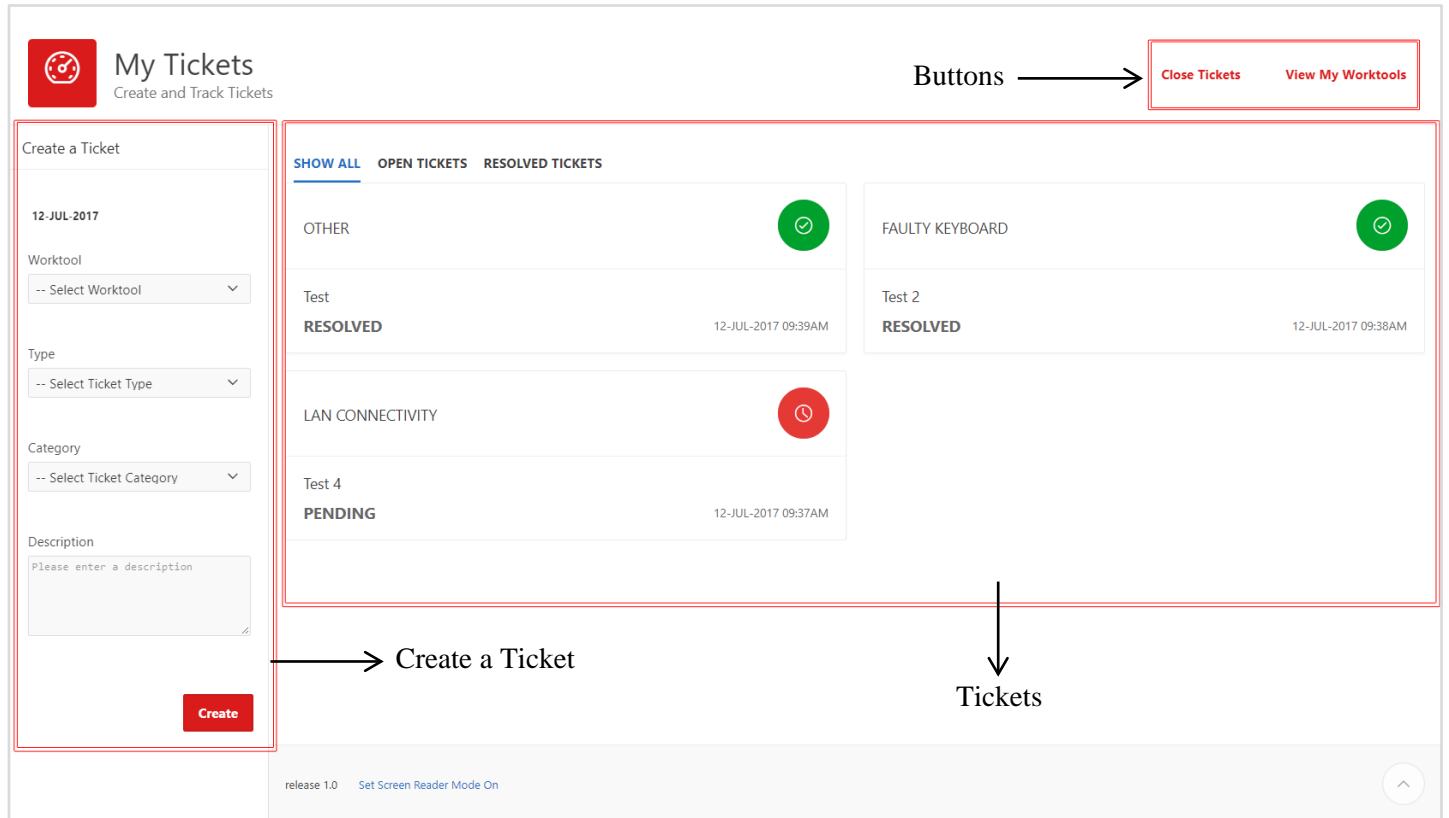 My Tickets
Create and Track Tickets
Buttons
Close Tickets View My Worktools
Create a Ticket
12-JUL-2017
Worktool
-- Select Worktool
Type
-- Select Ticket Type
Category
-- Select Ticket Category
Description
Please enter a description
Create
SHOW ALL OPEN TICKETS RESOLVED TICKETS
OTHER
Test
RESOLVED 12-JUL-2017 09:39AM
FAULTY KEYBOARD
Test 2
RESOLVED 12-JUL-2017 09:38AM
LAN CONNECTIVITY
Test 4
PENDING 12-JUL-2017 09:37AM
Create a Ticket
Tickets
release 1.0 Set Screen Reader Mode On